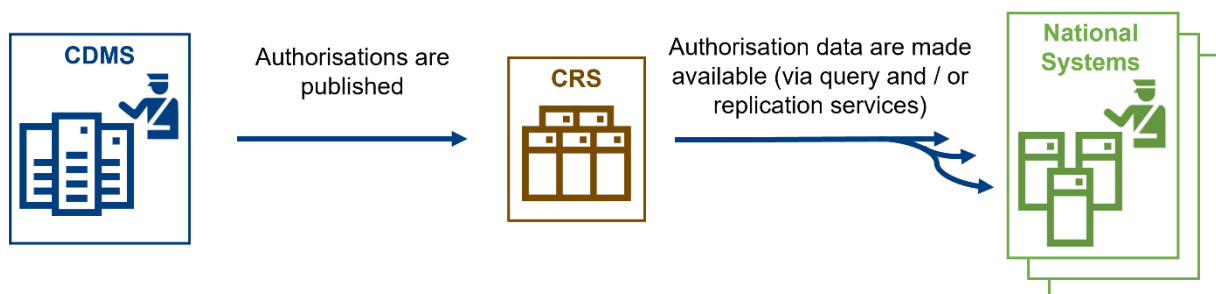 CDMS
Authorisations are
published
CRS
Authorisation data are made
available (via query and / or
replication services)
National
Systems